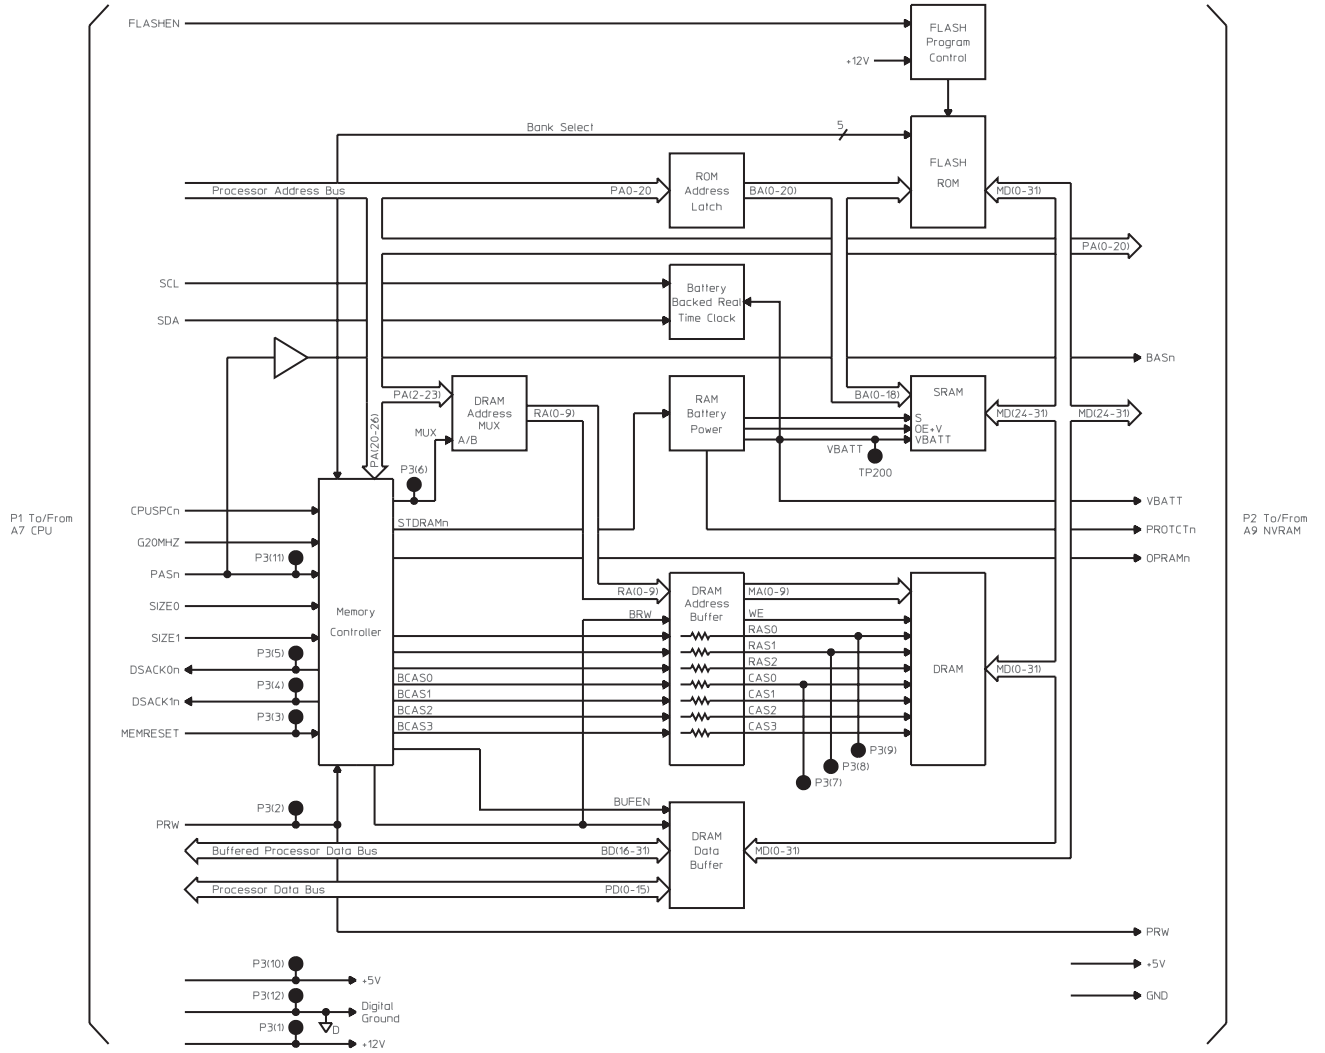 FLASHEN
FLASH
Program
Control
+12V
Bank Select
5
FLASH
ROM
ROM
Address
Latch
Processor Address Bus
PA0-20
BA(0-20)
MD(0-31)
PA(0-20)
SCL
Battery
Backed Real
Time Clock
SDA
BASn
PA(2-23)
DRAM
Address
MUX
A/B
RA(0-9)
RAM
Battery
Power
BA(0-18)
SRAM
S
OE+V
VBATT
MD(24-31)
MD(24-31)
MUX
PA(20-26)
VBATT
TP200
P3(6)
VBATT
CPUSPCn
STDRAMn
PROTCTn
P1 To/From
A7 CPU
P2 To/From
A9 NVRAM
G20MHZ
P3(11)
OPRAMn
PASn
RA(0-9)
DRAM
Address
Buffer
MA(0-9)
SIZE0
Memory
Controller
BRW
WE
RAS0
SIZE1
RAS1
P3(5)
RAS2
DRAM
MD(0-31)
DSACK0n
BCAS0
CAS0
P3(4)
BCAS1
CAS1
DSACK1n
BCAS2
CAS2
P3(3)
BCAS3
CAS3
MEMRESET
P3(9)
P3(8)
P3(7)
P3(2)
BUFEN
PRW
DRAM
Data
Buffer
Buffered Processor Data Bus
BD(16-31)
MD(0-31)
Processor Data Bus
PD(0-15)
PRW
P3(10)
+5V
+5V
P3(12)
Digital
Ground
GND
P3(1)
D
+12V